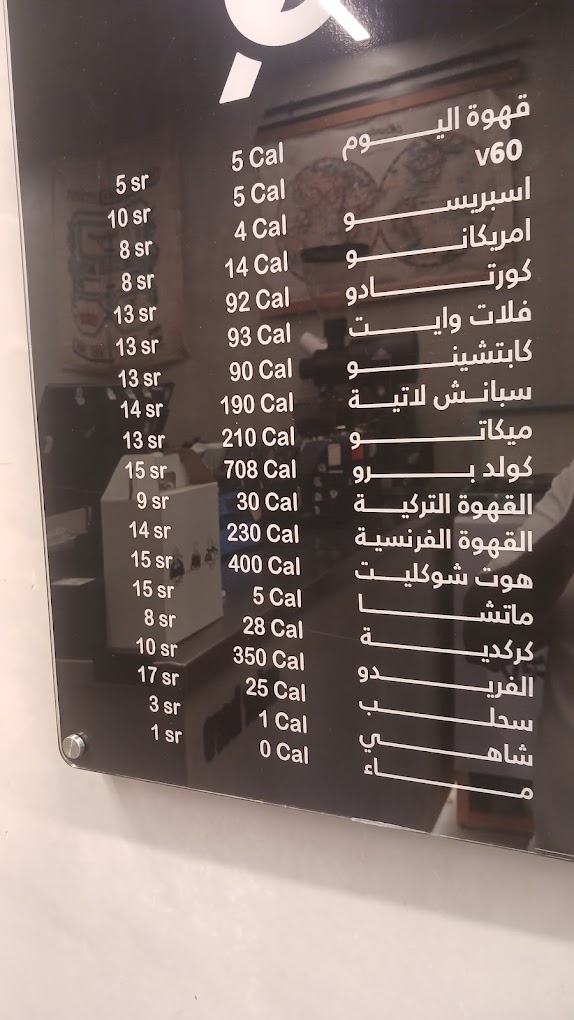 قهوة اليوم 5 Cal 5 sr
v60 5 Cal 10 sr
اسبريسو 4 Cal 8 sr
امريكانو 14 Cal 8 sr
كورتادو 92 Cal 13 sr
فلات وايت 93 Cal 13 sr
كابتشينو 90 Cal 13 sr
سبانش لاتية 190 Cal 14 sr
ميكاتو 210 Cal 13 sr
كولد برو 708 Cal 15 sr
القهوة التركية 30 Cal 9 sr
القهوة الفرنسية 230 Cal 14 sr
هوت شوكليت 400 Cal 15 sr
ماتشا 5 Cal 15 sr
كركدية 28 Cal 8 sr
الفريدو 350 Cal 10 sr
سحلب 25 Cal 17 sr
شاهي 1 Cal 3 sr
ماء 0 Cal 1 sr